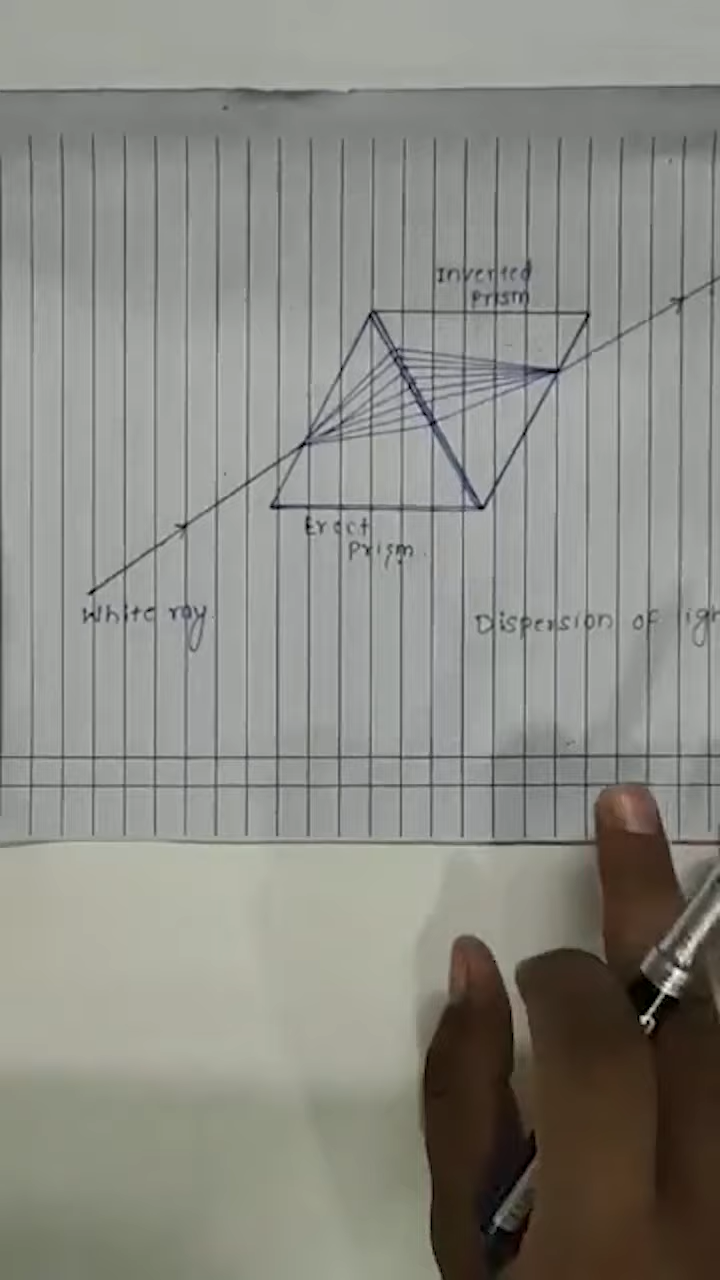 Inverted
Prism
Erect
Prism.
White ray.
Dispersion of